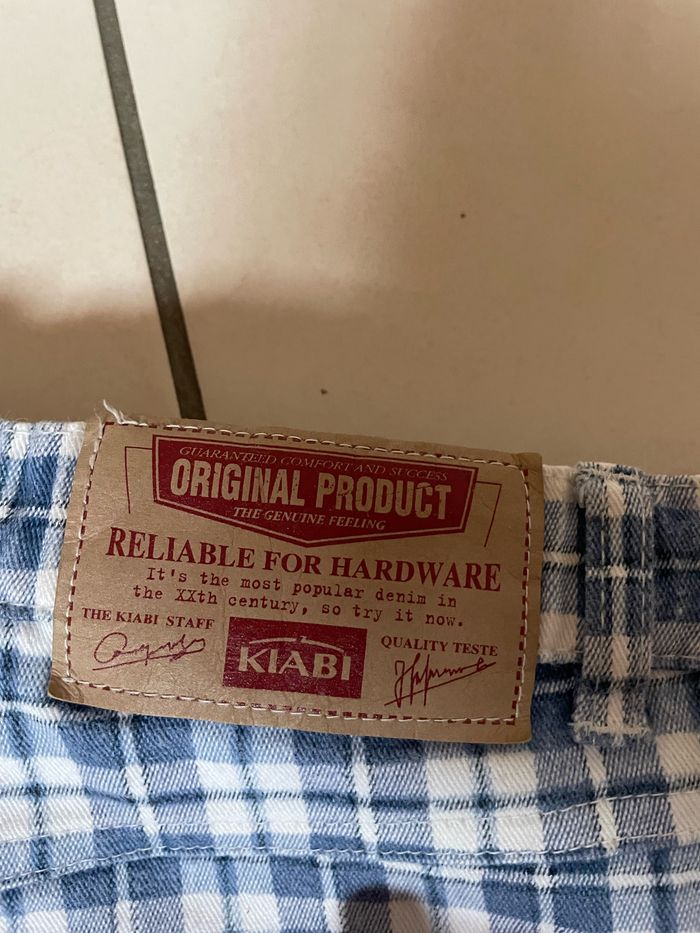 GUARANTEED COMFORT AND SUCCESS
ORIGINAL PRODUCT
THE GENUINE FEELING
RELIABLE FOR HARDWARE
It's the most popular denim in
the XXth century, so try it now.
THE KIABI STAFF
KIABI
QUALITY TESTE